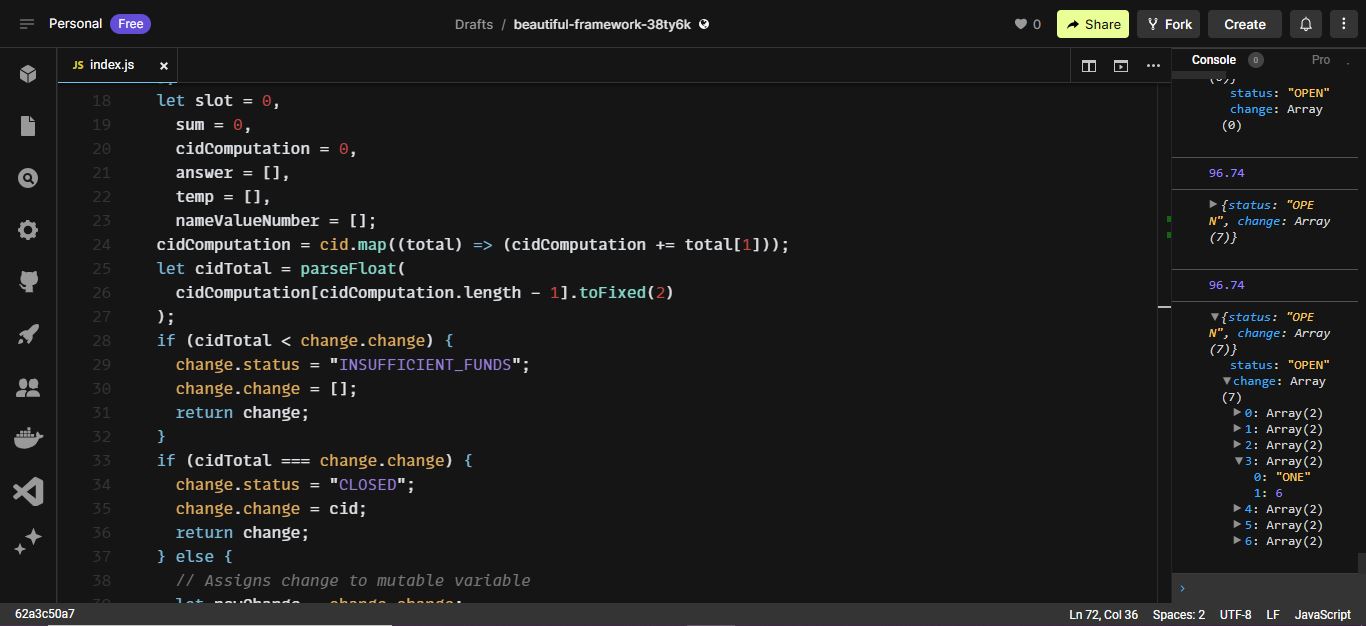 Personal Free
Drafts / beautiful-framework-38ty6k
0 Share Fork Create
JS index.js ×
18 let slot = 0,
19 sum = 0,
20 cidComputation = 0,
21 answer = [],
22 temp = [],
23 nameValueNumber = [];
24 cidComputation = cid.map((total) => (cidComputation += total[1]));
25 let cidTotal = parseFloat(
26 cidComputation[cidComputation.length - 1].toFixed(2)
27 );
28 if (cidTotal < change.change) {
29 change.status = "INSUFFICIENT_FUNDS";
30 change.change = [];
31 return change;
32 }
33 if (cidTotal === change.change) {
34 change.status = "CLOSED";
35 change.change = cid;
36 return change;
37 } else {
38 // Assigns change to mutable variable
39 let newChange = change.change;
Console 0 Pro
(0)}
status: "OPEN"
change: Array
(0)
96.74
▶{status: "OPE
N", change: Array
(7)}
96.74
▼{status: "OPE
N", change: Array
(7)}
status: "OPEN"
▼change: Array
(7)
▶0: Array(2)
▶1: Array(2)
▶2: Array(2)
▼3: Array(2)
0: "ONE"
1: 6
▶4: Array(2)
▶5: Array(2)
▶6: Array(2)
›
62a3c50a7
Ln 72, Col 36 Spaces: 2 UTF-8 LF JavaScript